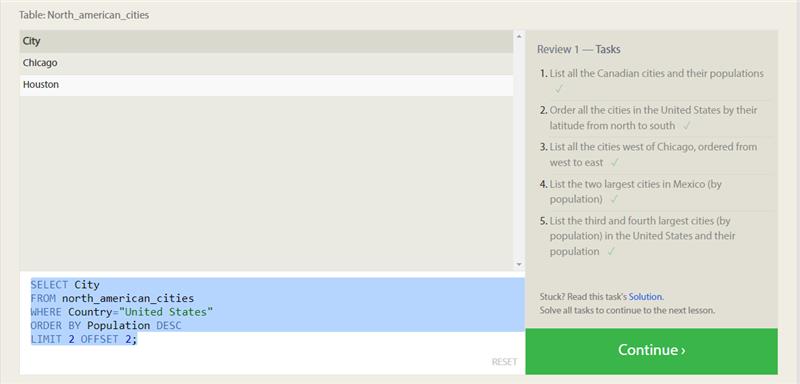 Table: North_american_cities
City
Chicago
Houston
SELECT City
FROM north_american_cities
WHERE Country="United States"
ORDER BY Population DESC
LIMIT 2 OFFSET 2;
RESET
Review 1 — Tasks
1. List all the Canadian cities and their populations
✓
2. Order all the cities in the United States by their
latitude from north to south ✓
3. List all the cities west of Chicago, ordered from
west to east ✓
4. List the two largest cities in Mexico (by
population) ✓
5. List the third and fourth largest cities (by
population) in the United States and their
population ✓
Stuck? Read this task's Solution.
Solve all tasks to continue to the next lesson.
Continue ›